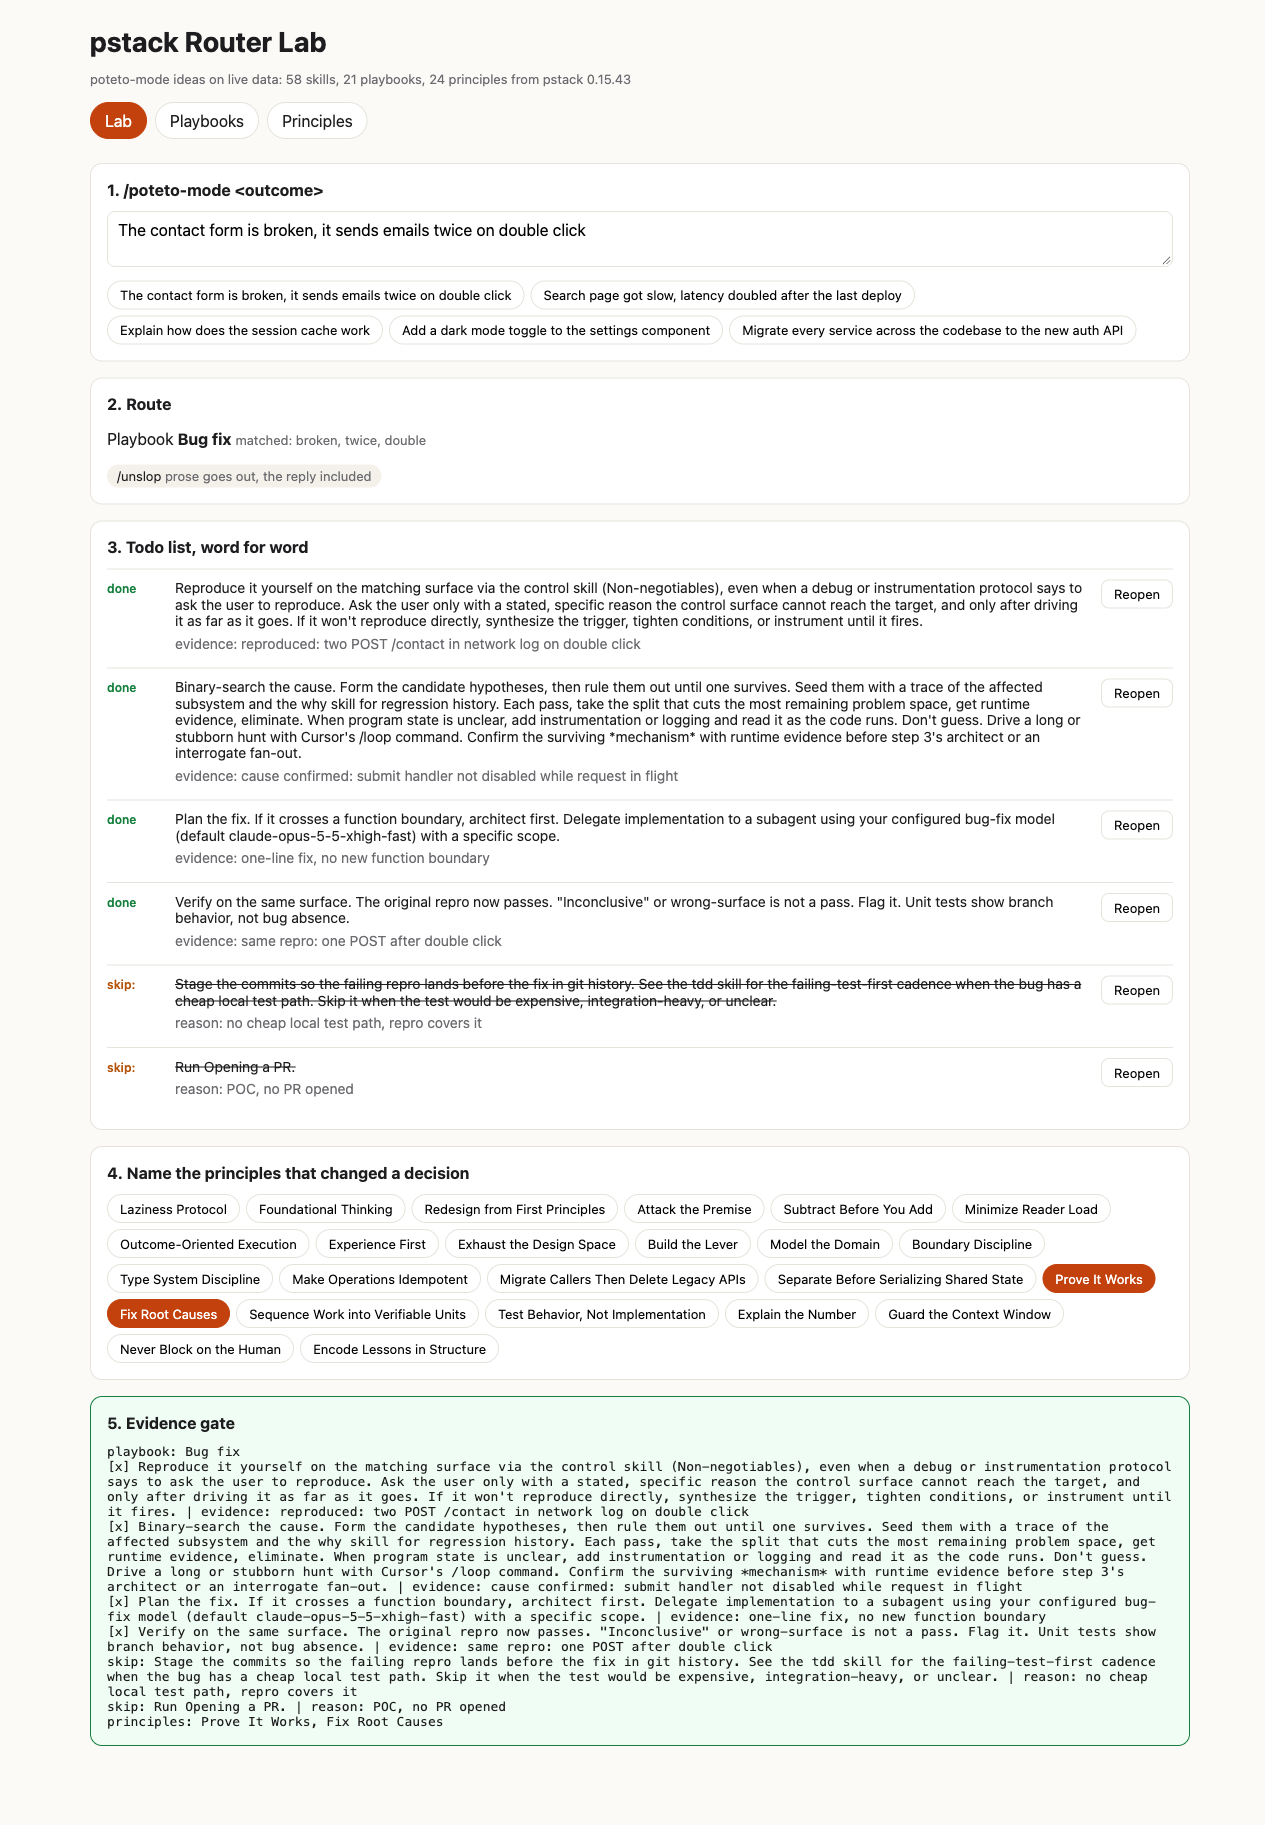 pstack Router Lab
poteto-mode ideas on live data: 58 skills, 21 playbooks, 24 principles from pstack 0.15.43
Lab
Playbooks
Principles
1. /poteto-mode <outcome>
The contact form is broken, it sends emails twice on double click
The contact form is broken, it sends emails twice on double click
Search page got slow, latency doubled after the last deploy
Explain how does the session cache work
Add a dark mode toggle to the settings component
Migrate every service across the codebase to the new auth API
2. Route
Playbook Bug fix matched: broken, twice, double
/unslop prose goes out, the reply included
3. Todo list, word for word
done
Reproduce it yourself on the matching surface via the control skill (Non-negotiables), even when a debug or instrumentation protocol says to
ask the user to reproduce. Ask the user only with a stated, specific reason the control surface cannot reach the target, and only after driving
it as far as it goes. If it won't reproduce directly, synthesize the trigger, tighten conditions, or instrument until it fires.
evidence: reproduced: two POST /contact in network log on double click
Reopen
done
Binary-search the cause. Form the candidate hypotheses, then rule them out until one survives. Seed them with a trace of the affected
subsystem and the why skill for regression history. Each pass, take the split that cuts the most remaining problem space, get runtime
evidence, eliminate. When program state is unclear, add instrumentation or logging and read it as the code runs. Don't guess. Drive a long or
stubborn hunt with Cursor's /loop command. Confirm the surviving *mechanism* with runtime evidence before step 3's architect or an
interrogate fan-out.
evidence: cause confirmed: submit handler not disabled while request in flight
Reopen
done
Plan the fix. If it crosses a function boundary, architect first. Delegate implementation to a subagent using your configured bug-fix model
(default claude-opus-5-5-xhigh-fast) with a specific scope.
evidence: one-line fix, no new function boundary
Reopen
done
Verify on the same surface. The original repro now passes. "Inconclusive" or wrong-surface is not a pass. Flag it. Unit tests show branch
behavior, not bug absence.
evidence: same repro: one POST after double click
Reopen
skip:
Stage the commits so the failing repro lands before the fix in git history. See the tdd skill for the failing-test-first cadence when the bug has a
cheap local test path. Skip it when the test would be expensive, integration-heavy, or unclear.
reason: no cheap local test path, repro covers it
Reopen
skip:
Run Opening a PR.
reason: POC, no PR opened
Reopen
4. Name the principles that changed a decision
Laziness Protocol
Foundational Thinking
Redesign from First Principles
Attack the Premise
Subtract Before You Add
Minimize Reader Load
Outcome-Oriented Execution
Experience First
Exhaust the Design Space
Build the Lever
Model the Domain
Boundary Discipline
Type System Discipline
Make Operations Idempotent
Migrate Callers Then Delete Legacy APIs
Separate Before Serializing Shared State
Prove It Works
Fix Root Causes
Sequence Work into Verifiable Units
Test Behavior, Not Implementation
Explain the Number
Guard the Context Window
Never Block on the Human
Encode Lessons in Structure
5. Evidence gate
playbook: Bug fix
[x] Reproduce it yourself on the matching surface via the control skill (Non-negotiables), even when a debug or instrumentation protocol
says to ask the user to reproduce. Ask the user only with a stated, specific reason the control surface cannot reach the target, and
only after driving it as far as it goes. If it won't reproduce directly, synthesize the trigger, tighten conditions, or instrument until
it fires. | evidence: reproduced: two POST /contact in network log on double click
[x] Binary-search the cause. Form the candidate hypotheses, then rule them out until one survives. Seed them with a trace of the
affected subsystem and the why skill for regression history. Each pass, take the split that cuts the most remaining problem space, get
runtime evidence, eliminate. When program state is unclear, add instrumentation or logging and read it as the code runs. Don't guess.
Drive a long or stubborn hunt with Cursor's /loop command. Confirm the surviving *mechanism* with runtime evidence before step 3's
architect or an interrogate fan-out. | evidence: cause confirmed: submit handler not disabled while request in flight
[x] Plan the fix. If it crosses a function boundary, architect first. Delegate implementation to a subagent using your configured bug-
fix model (default claude-opus-5-5-xhigh-fast) with a specific scope. | evidence: one-line fix, no new function boundary
[x] Verify on the same surface. The original repro now passes. "Inconclusive" or wrong-surface is not a pass. Flag it. Unit tests show
branch behavior, not bug absence. | evidence: same repro: one POST after double click
skip: Stage the commits so the failing repro lands before the fix in git history. See the tdd skill for the failing-test-first cadence
when the bug has a cheap local test path. Skip it when the test would be expensive, integration-heavy, or unclear. | reason: no cheap
local test path, repro covers it
skip: Run Opening a PR. | reason: POC, no PR opened
principles: Prove It Works, Fix Root Causes